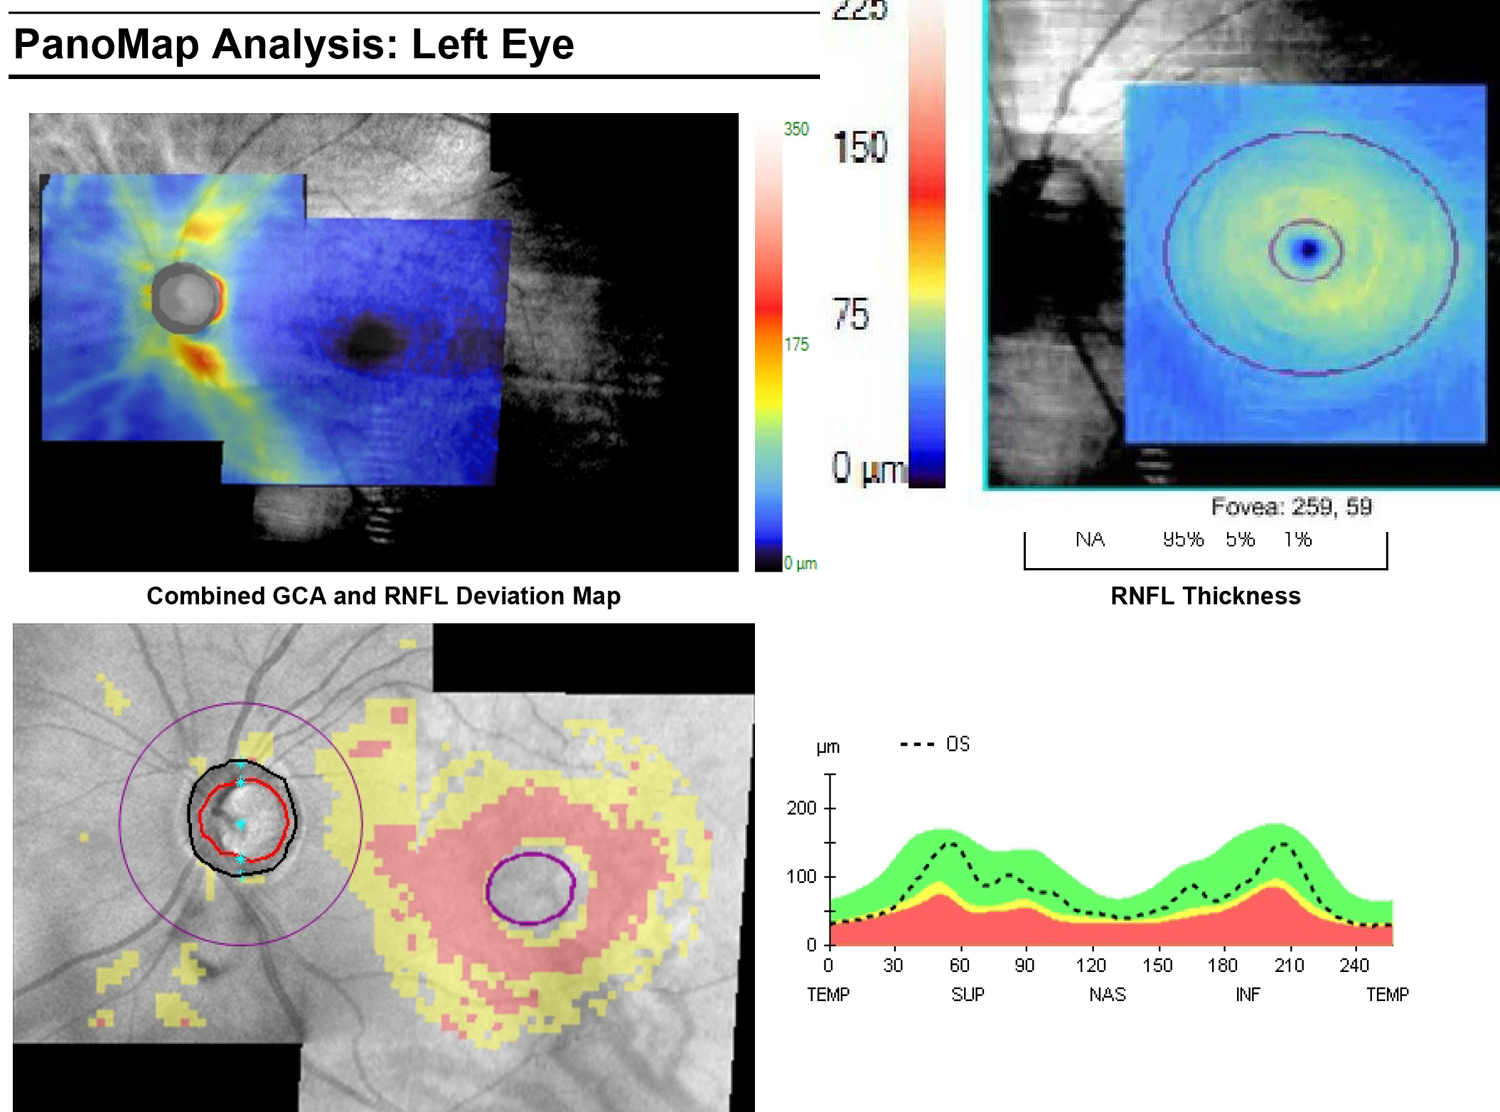 PanoMap Analysis: Left Eye
350
175
0 µm
225
150
75
0 µm
Fovea: 259, 59
NA 95% 5% 1%
Combined GCA and RNFL Deviation Map
RNFL Thickness
µm
OS
200
100
0
0 30 60 90 120 150 180 210 240
TEMP SUP NAS INF TEMP